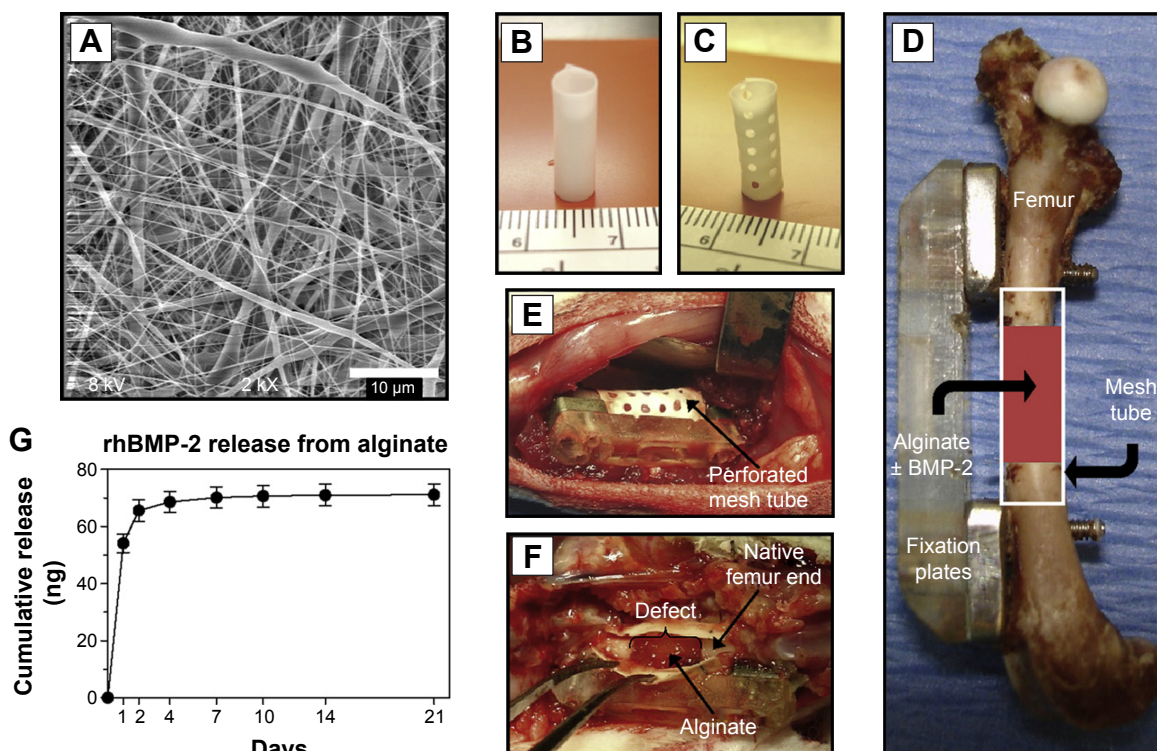 A
8 kV
2 kX
10 µm
B
6
7
C
6
7
D
Femur
Alginate
± BMP-2
Mesh
tube
Fixation
plates
E
Perforated
mesh tube
F
Native
femur end
Defect
Alginate
G
rhBMP-2 release from alginate
Cumulative release
(ng)
80
60
40
20
0
1 2 4 7 10 14 21
Days